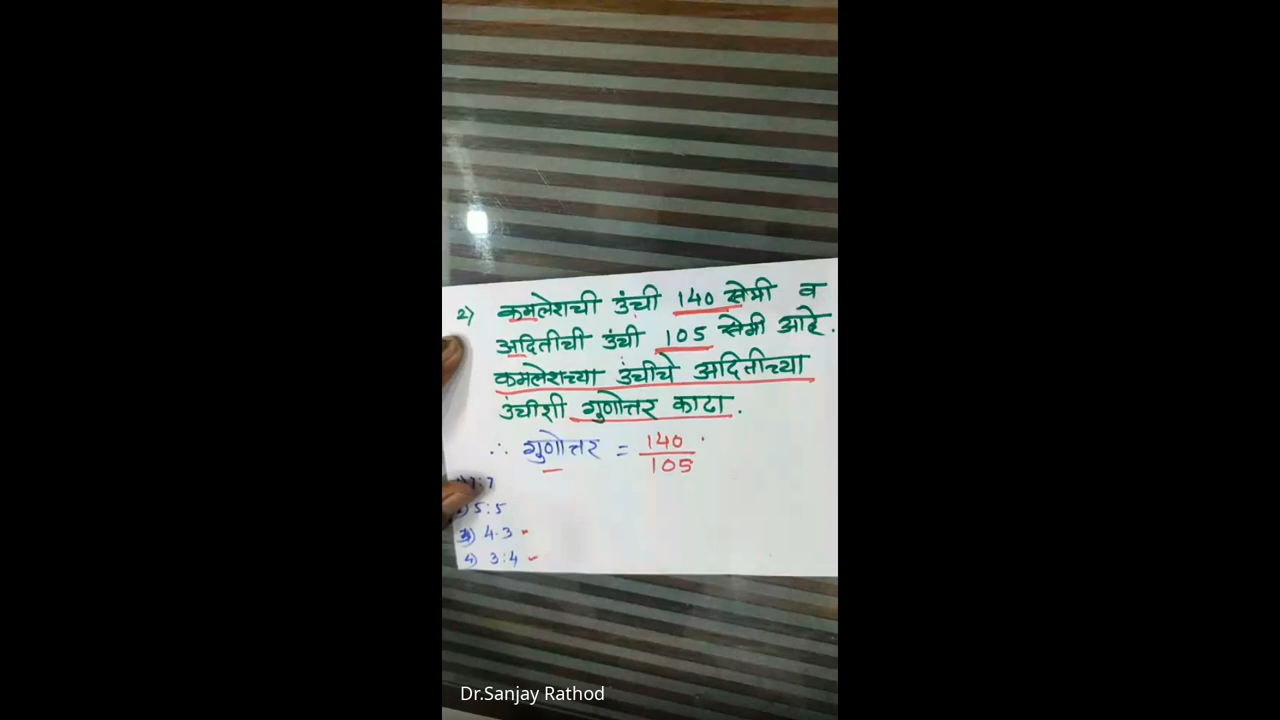 2) कमलेशची उंची 140 सेमी व
अदितीची उंची 105 सेमी आहे.
कमलेशच्या उंचीचे अदितीच्या
उंचीशी गुणोत्तर काढा.
∴ गुणोत्तर = 140/105
:7
5:5
3) 4:3
4) 3:4
Dr.Sanjay Rathod